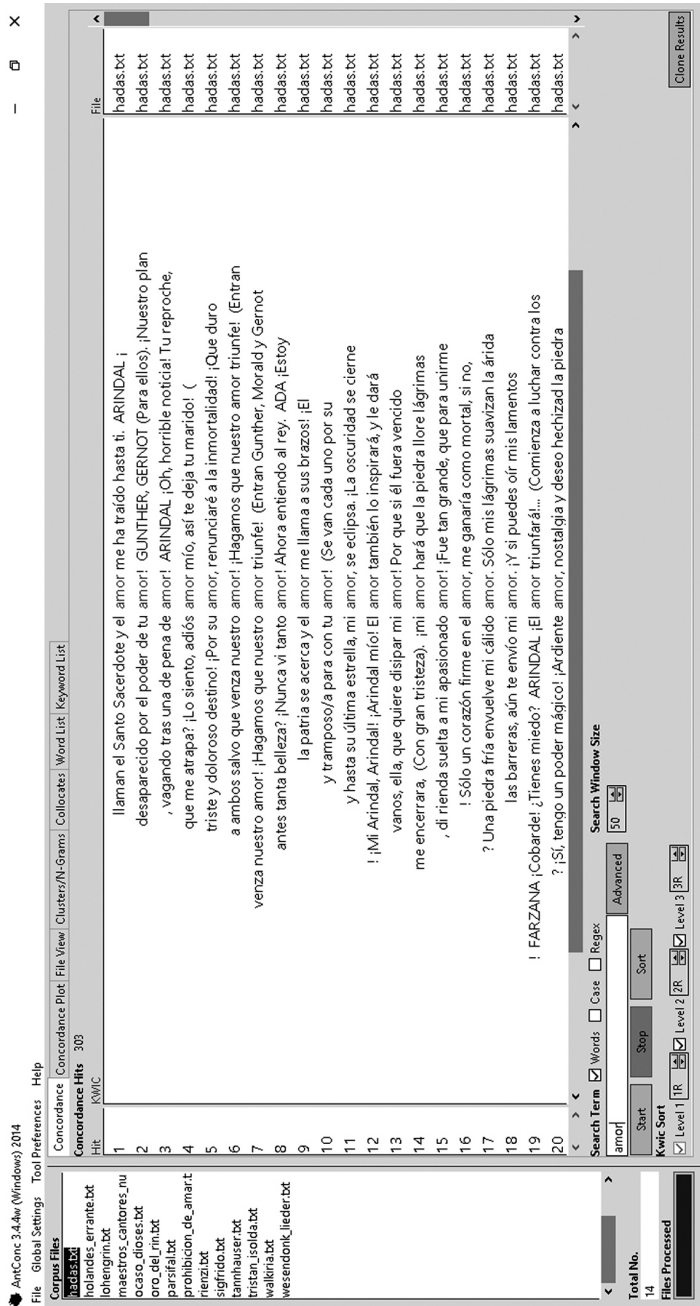 AntConc 3.4.4w (Windows) 2014
File Global Settings Tool Preferences Help
Corpus Files
hadas.txt
holandes_errante.txt
lohengrin.txt
maestros_cantores_nu
ocaso_dioses.txt
oro_del_rin.txt
parsifal.txt
prohibicion_de_amar.t
rienzi.txt
sigfrido.txt
tannhauser.txt
tristan_isolda.txt
walkiria.txt
wesendonk_lieder.txt
Total No.
14
Files Processed
Concordance Concordance Plot File View Clusters/N-Grams Collocates Word List Keyword List
Concordance Hits 303
Hit KWIC File
1 llaman el Santo Sacerdote y el amor me ha traído hasta ti. ARINDAL ¡ hadas.txt
2 desaparecido por el poder de tu amor! GUNTHER, GERNOT (Para ellos). ¡Nuestro plan hadas.txt
3 , vagando tras una de pena de amor! ARINDAL ¡Oh, horrible noticia! Tu reproche, hadas.txt
4 que me atrapa? ¡Lo siento, adiós amor mío, así te deja tu marido! ( hadas.txt
5 triste y doloroso destino! ¡Por su amor, renunciaré a la inmortalidad! ¡Que duro hadas.txt
6 a ambos salvo que venza nuestro amor! ¡Hagamos que nuestro amor triunfe! (Entran hadas.txt
7 venza nuestro amor! ¡Hagamos que nuestro amor triunfe! (Entran Gunther, Morald y Gernot hadas.txt
8 antes tanta belleza? ¡Nunca vi tanto amor! Ahora entiendo al rey. ADA ¡Estoy hadas.txt
9 la patria se acerca y el amor me llama a sus brazos! ¡El hadas.txt
10 y tramposo/a para con tu amor! (Se van cada uno por su hadas.txt
11 y hasta su última estrella, mi amor, se eclipsa. ¡La oscuridad se cierne hadas.txt
12 ! ¡Mi Arindal, Arindal! ¡Arindal mío! El amor también lo inspirará, y le dará hadas.txt
13 vanos, ella, que quiere disipar mi amor! Por que si él fuera vencido hadas.txt
14 me encerrara, (Con gran tristeza). ¡mi amor hará que la piedra llore lágrimas hadas.txt
15 , di rienda suelta a mi apasionado amor! ¡Fue tan grande, que para unirme hadas.txt
16 ! Sólo un corazón firme en el amor, me ganaría como mortal, si no, hadas.txt
17 ? Una piedra fría envuelve mi cálido amor. Sólo mis lágrimas suavizan la árida hadas.txt
18 las barreras, aún te envío mi amor. ¡Y si puedes oír mis lamentos hadas.txt
19 ! FARZANA ¡Cobarde! ¿Tienes miedo? ARINDAL ¡El amor triunfará!... (Comienza a luchar contra los hadas.txt
20 ? ¡Sí, tengo un poder mágico! ¡Ardiente amor, nostalgia y deseo hechizad la piedra hadas.txt
Search Term Words Case Regex Search Window Size
amor Advanced 50
Start Stop Sort
Kwic Sort
Level 1 1R Level 2 2R Level 3 3R
Clone Results